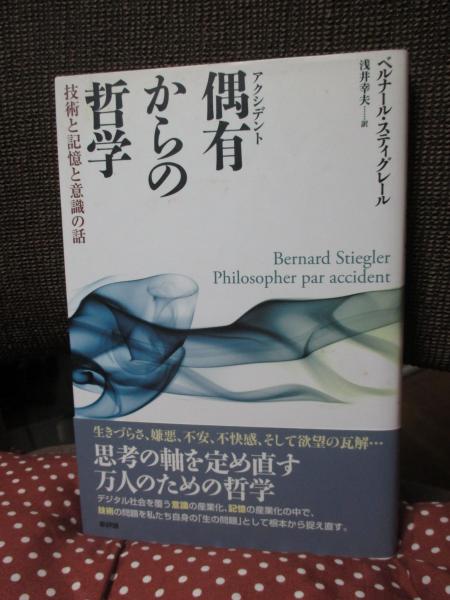 ベルナール・スティグレール
浅井幸夫──訳
アクシデント
偶有
からの
哲学
技術と記憶と意識の話
Bernard Stiegler
Philosopher par accident
生きづらさ、嫌悪、不安、不快感、そして欲望の瓦解…
思考の軸を定め直す
万人のための哲学
デジタル社会を覆う意識の産業化、記憶の産業化の中で、
技術の問題を私たち自身の「生の問題」として根本から捉え直す。
新評論